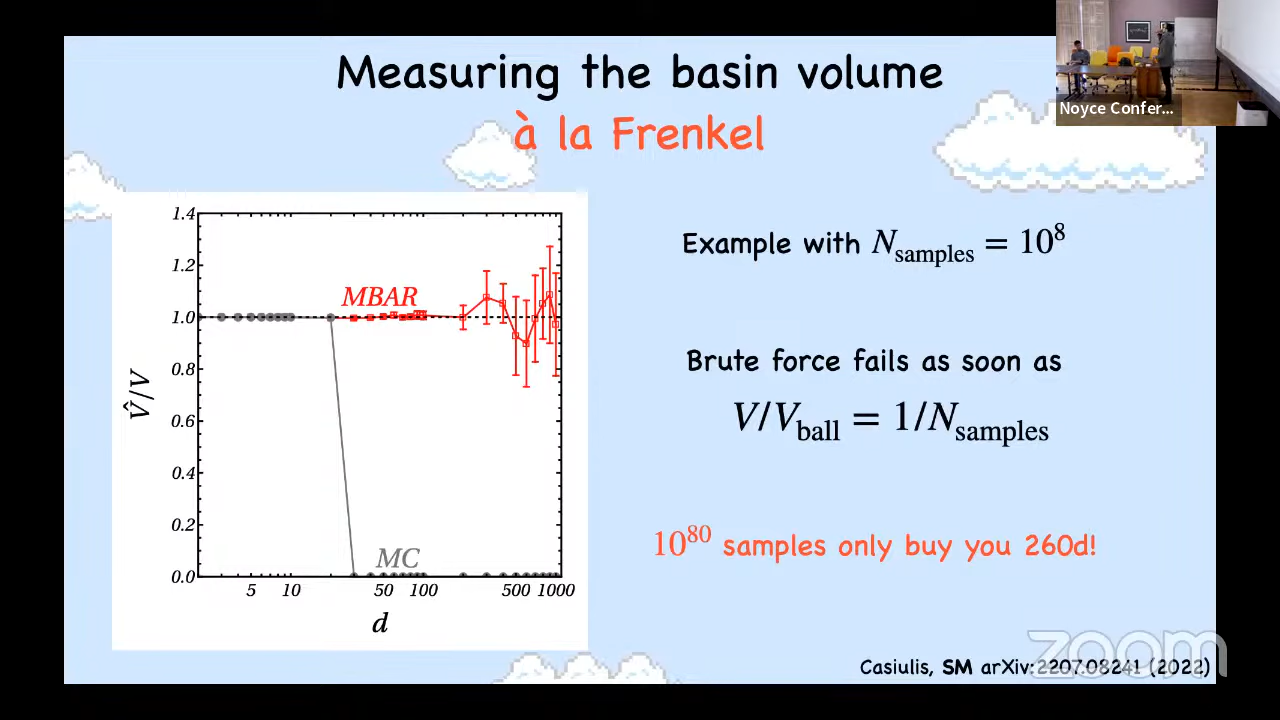 Measuring the basin volume
à la Frenkel
Noyce Confer...
1.4
1.2
1.0
0.8
0.6
0.4
0.2
0.0
V̂/V
MBAR
MC
5 10 50 100 500 1000
d
Example with N_samples = 10^8
Brute force fails as soon as
V/V_ball = 1/N_samples
10^80 samples only buy you 260d!
Casiulis, SM arXiv:2207.08241 (2022)
zoom